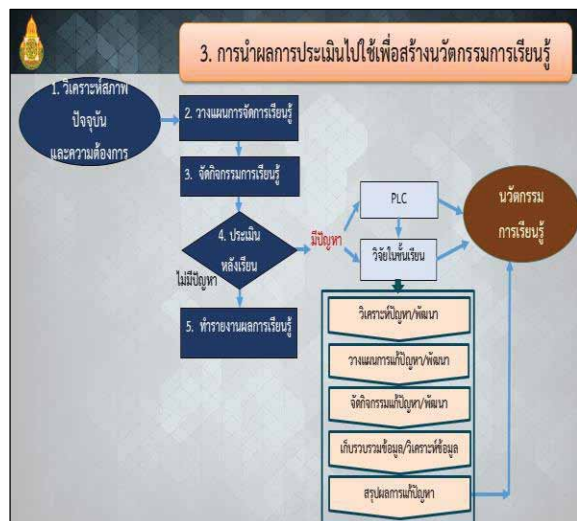 3. การนำผลการประเมินไปใช้เพื่อสร้างนวัตกรรมการเรียนรู้
1. วิเคราะห์สภาพ
ปัจจุบัน
และความต้องการ
2. วางแผนการจัดการเรียนรู้
3. จัดกิจกรรมการเรียนรู้
4. ประเมิน
หลังเรียน
มีปัญหา
ไม่มีปัญหา
5. ทำรายงานผลการเรียนรู้
PLC
วิจัยในชั้นเรียน
นวัตกรรม
การเรียนรู้
วิเคราะห์ปัญหา/พัฒนา
วางแผนการแก้ปัญหา/พัฒนา
จัดกิจกรรมแก้ปัญหา/พัฒนา
เก็บรวบรวมข้อมูล/วิเคราะห์ข้อมูล
สรุปผลการแก้ปัญหา